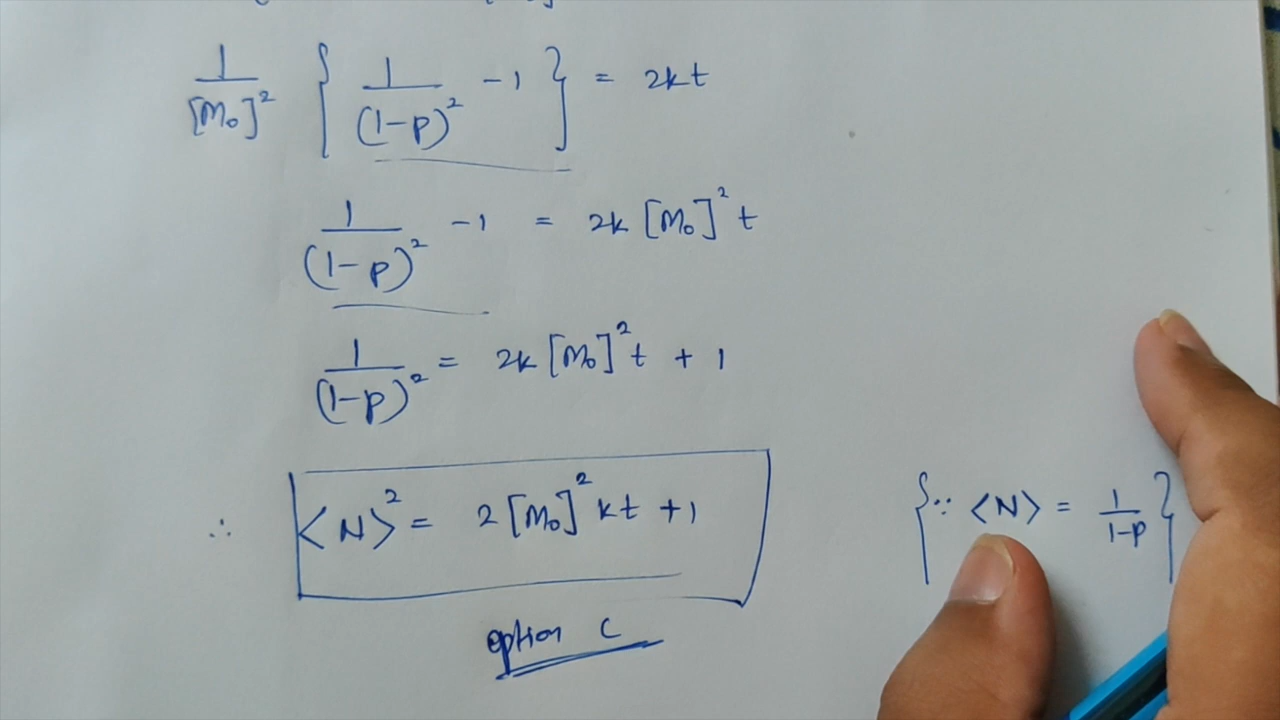 1/[M₀]² { 1/(1-p)² - 1 } = 2kt
1/(1-p)² - 1 = 2k [M₀]² t
1/(1-p)² = 2k [M₀]² t + 1
∴ <N>² = 2 [M₀]² kt + 1 {∵ <N> = 1/1-p}
option C